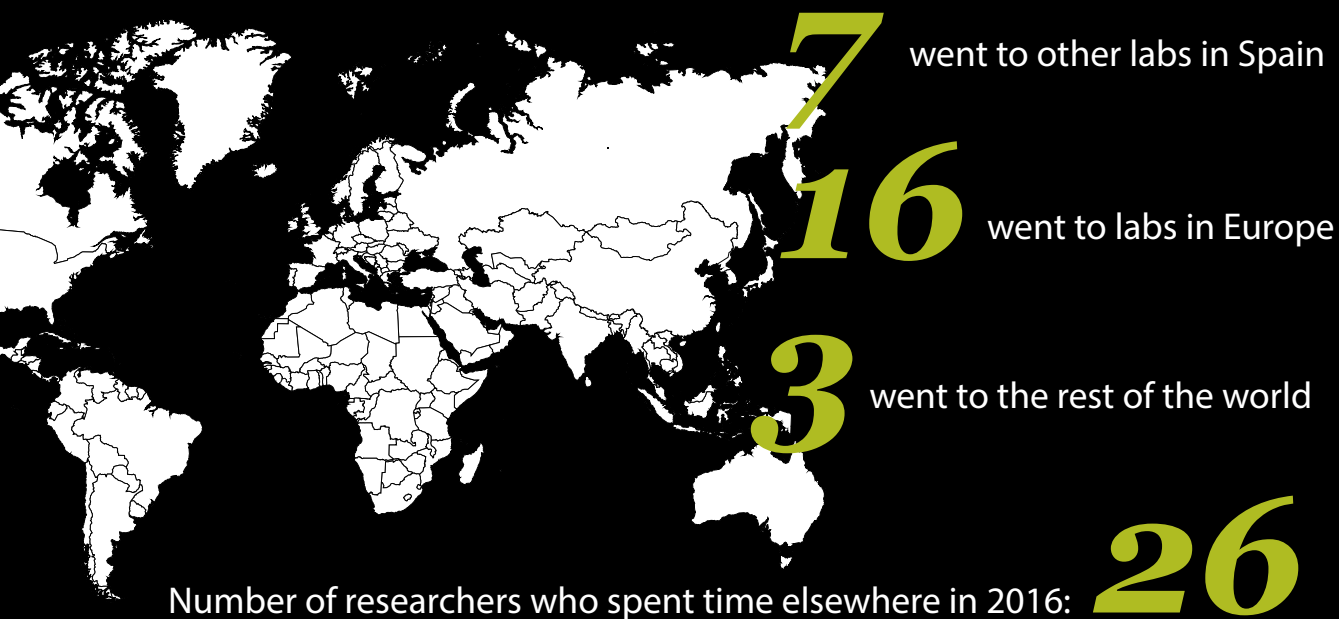 7 went to other labs in Spain
16 went to labs in Europe
3 went to the rest of the world
Number of researchers who spent time elsewhere in 2016: 26